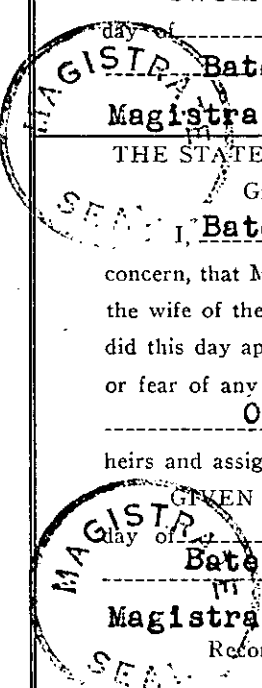 day of
Bate
Magistra
THE STATE
G
I, Bate
concern, that M
the wife of the
did this day ap
or fear of any
O
heirs and assig
GIVEN
day of
Bate
Magistra
Recor
MAGISTRATE
SEAL
MAGISTRATE
SEAL